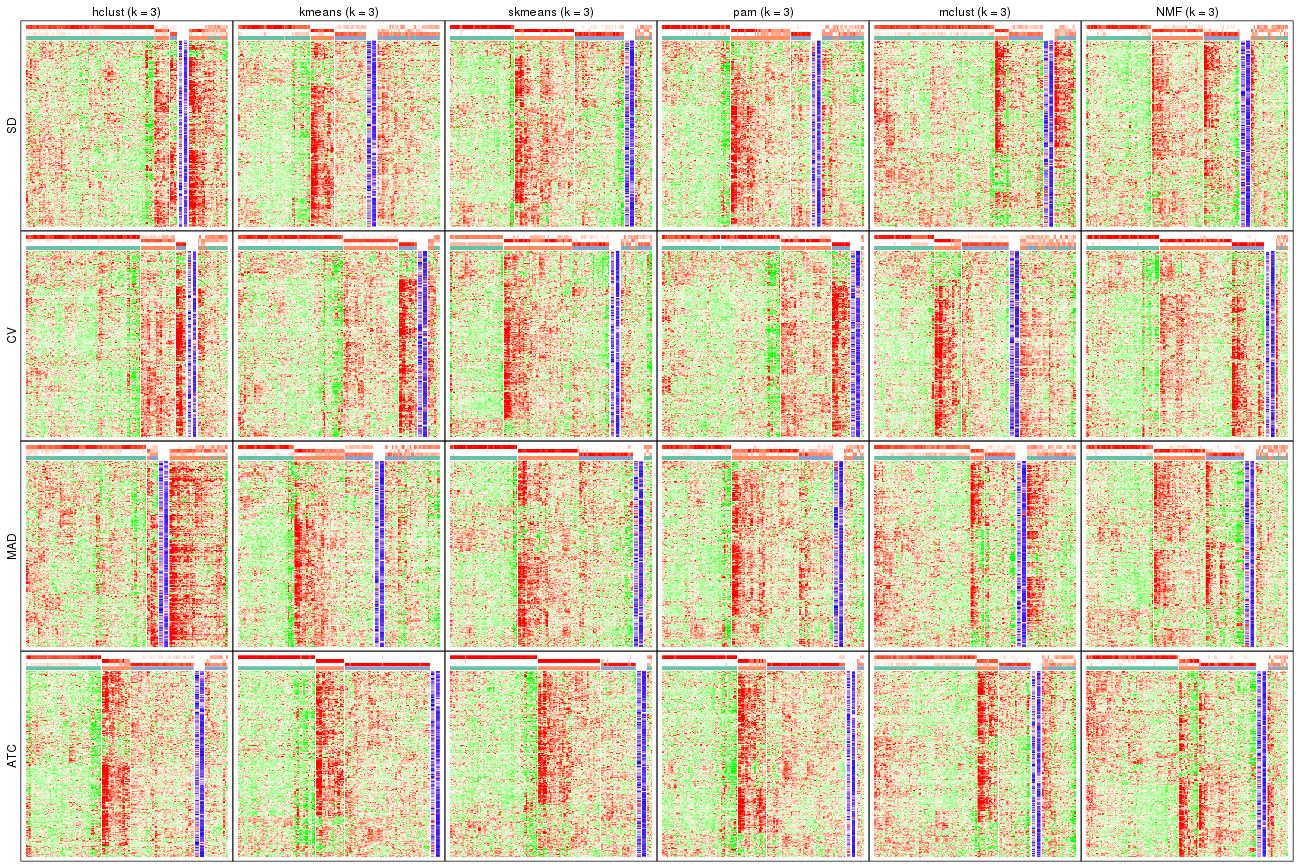 hclust (k = 3) kmeans (k = 3) skmeans (k = 3) pam (k = 3) mclust (k = 3) NMF (k = 3)
SD
CV
MAD
ATC